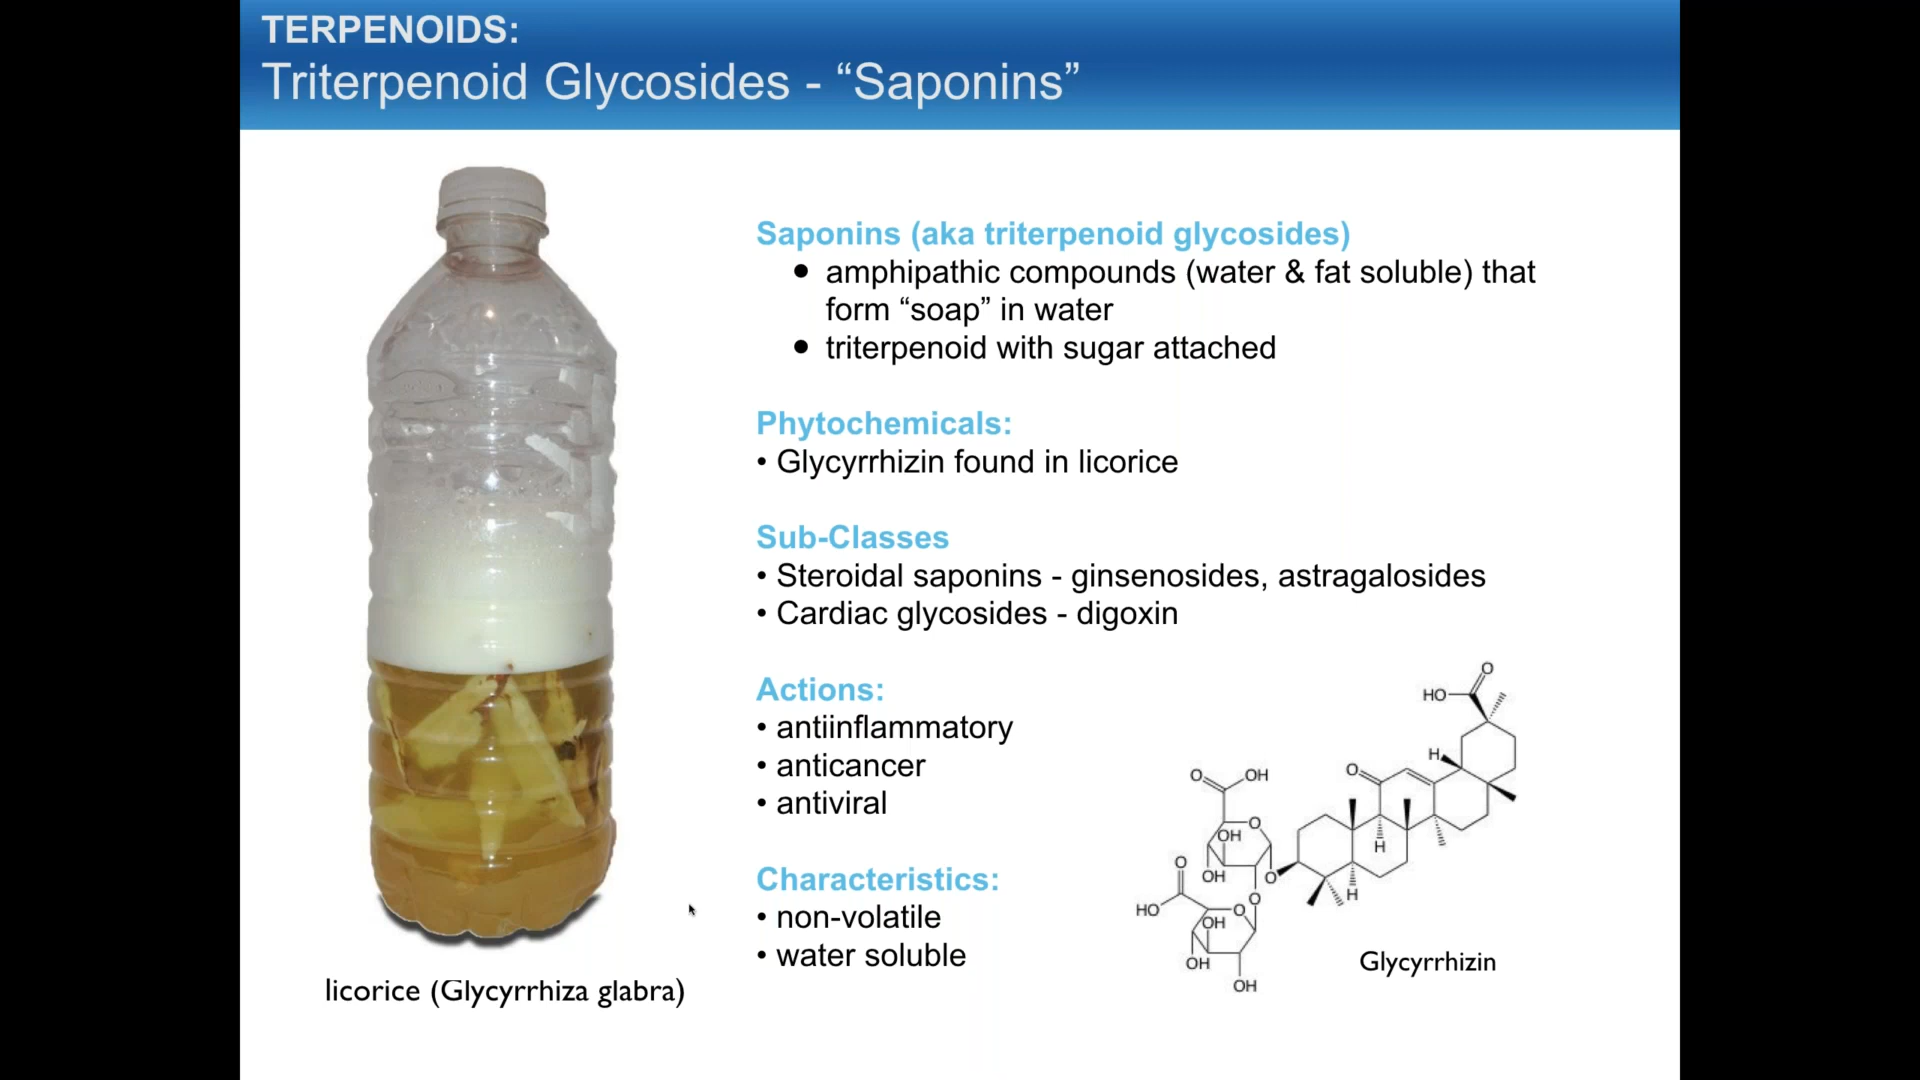 TERPENOIDS:
Triterpenoid Glycosides - “Saponins”
Saponins (aka triterpenoid glycosides)
● amphipathic compounds (water & fat soluble) that
form “soap” in water
● triterpenoid with sugar attached
Phytochemicals:
• Glycyrrhizin found in licorice
Sub-Classes
• Steroidal saponins - ginsenosides, astragalosides
• Cardiac glycosides - digoxin
Actions:
• antiinflammatory
• anticancer
• antiviral
Characteristics:
• non-volatile
• water soluble
licorice (Glycyrrhiza glabra)
O
HO
H
O
O
OH
O
OH
H
OH
O
O
H
HO
O
O
OH
OH
OH
Glycyrrhizin